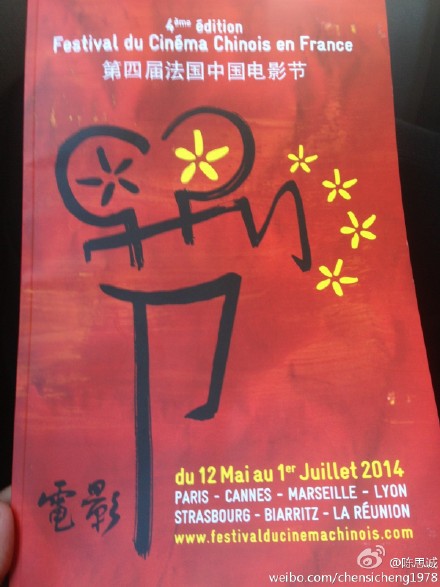 4ème édition
Festival du Cinéma Chinois en France
第四届法国中国电影节
電影
du 12 Mai au 1er Juillet 2014
PARIS - CANNES - MARSEILLE - LYON
STRASBOURG - BIARRITZ - LA RÉUNION
www.festivalducinemachinois.com
@陈思诚
weibo.com/chensicheng1978